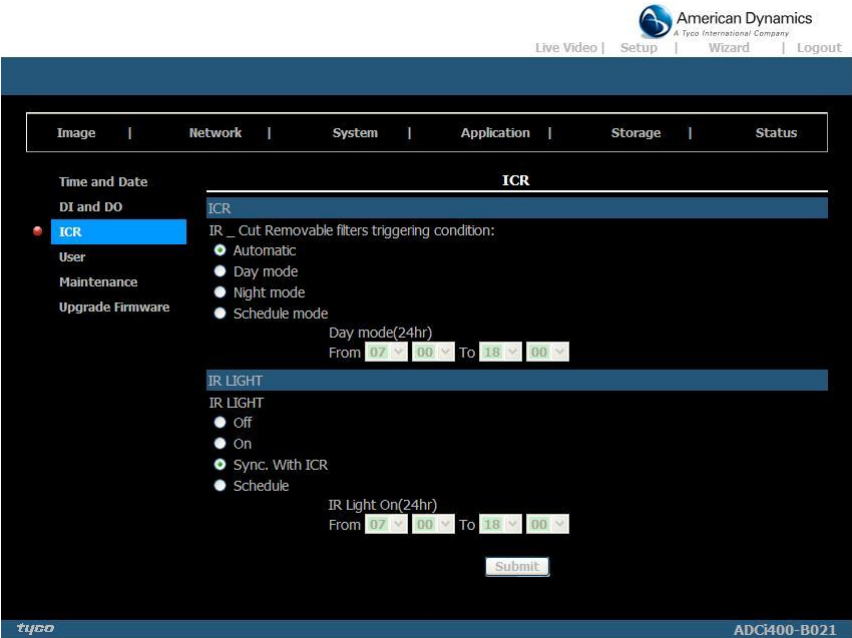 American Dynamics
A Tyco International Company
Live Video | Setup | Wizard | Logout
Image | Network | System | Application | Storage | Status
Time and Date
DI and DO
ICR
User
Maintenance
Upgrade Firmware
ICR
ICR
IR _ Cut Removable filters triggering condition:
Automatic
Day mode
Night mode
Schedule mode
Day mode(24hr)
From 07 00 To 18 00
IR LIGHT
IR LIGHT
Off
On
Sync. With ICR
Schedule
IR Light On(24hr)
From 07 00 To 18 00
Submit
tyco ADCi400-B021